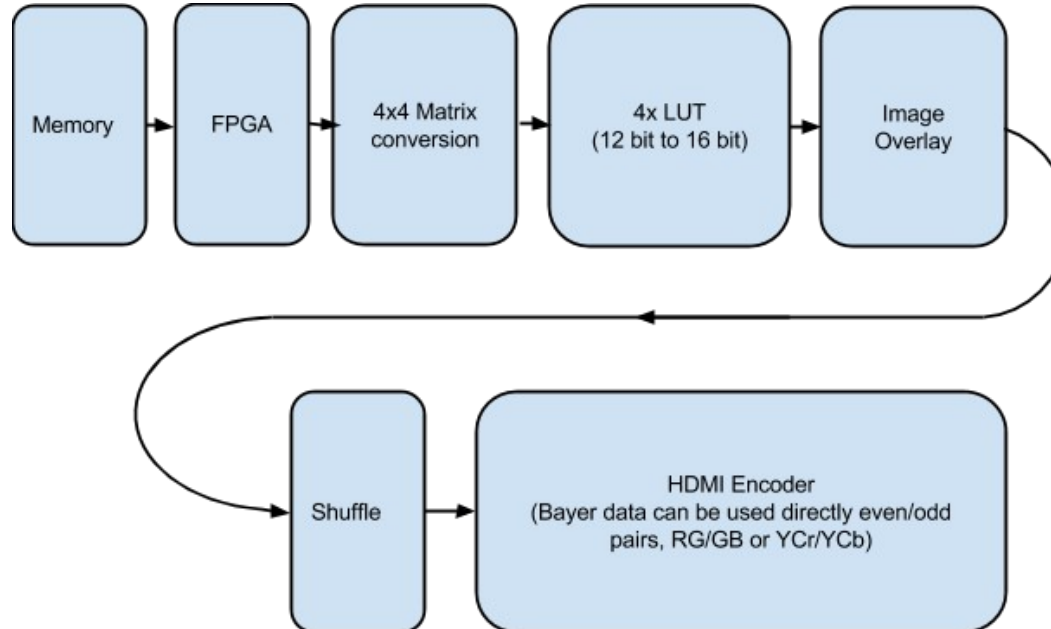 Memory
FPGA
4x4 Matrix
conversion
4x LUT
(12 bit to 16 bit)
Image
Overlay
Shuffle
HDMI Encoder
(Bayer data can be used directly even/odd
pairs, RG/GB or YCr/YCb)